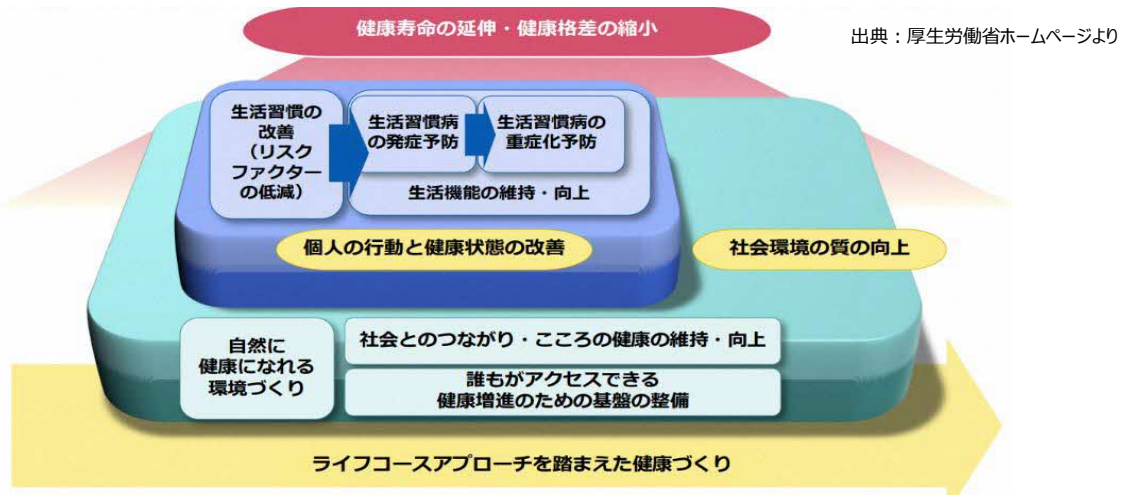 健康寿命の延伸・健康格差の縮小
出典：厚生労働省ホームページより
生活習慣の
改善
（リスク
ファクター
の低減）
生活習慣病
の発症予防
生活習慣病の
重症化予防
生活機能の維持・向上
個人の行動と健康状態の改善
社会環境の質の向上
自然に
健康になれる
環境づくり
社会とのつながり・こころの健康の維持・向上
誰もがアクセスできる
健康増進のための基盤の整備
ライフコースアプローチを踏まえた健康づくり